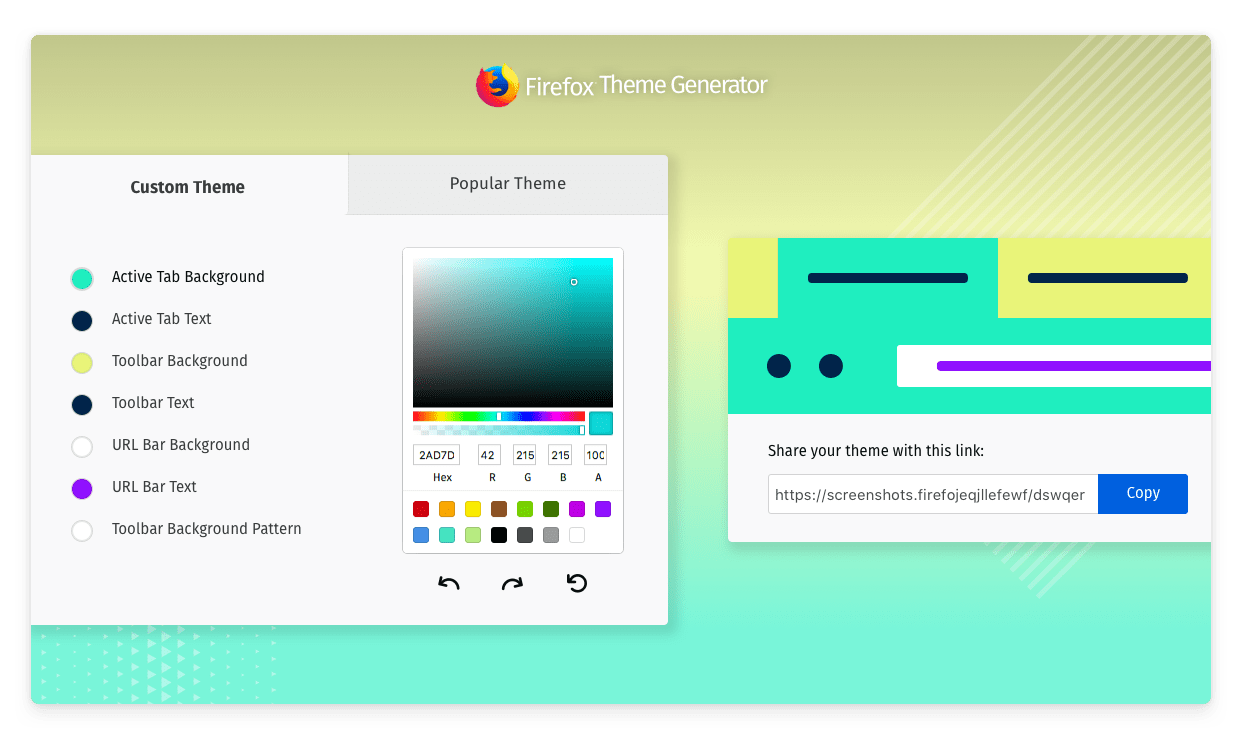 Firefox Theme Generator
Custom Theme
Popular Theme
Active Tab Background
Active Tab Text
Toolbar Background
Toolbar Text
URL Bar Background
URL Bar Text
Toolbar Background Pattern
2AD7D 42 215 215 100
Hex R G B A
Share your theme with this link:
https://screenshots.firefojeqjllefewf/dswqer
Copy